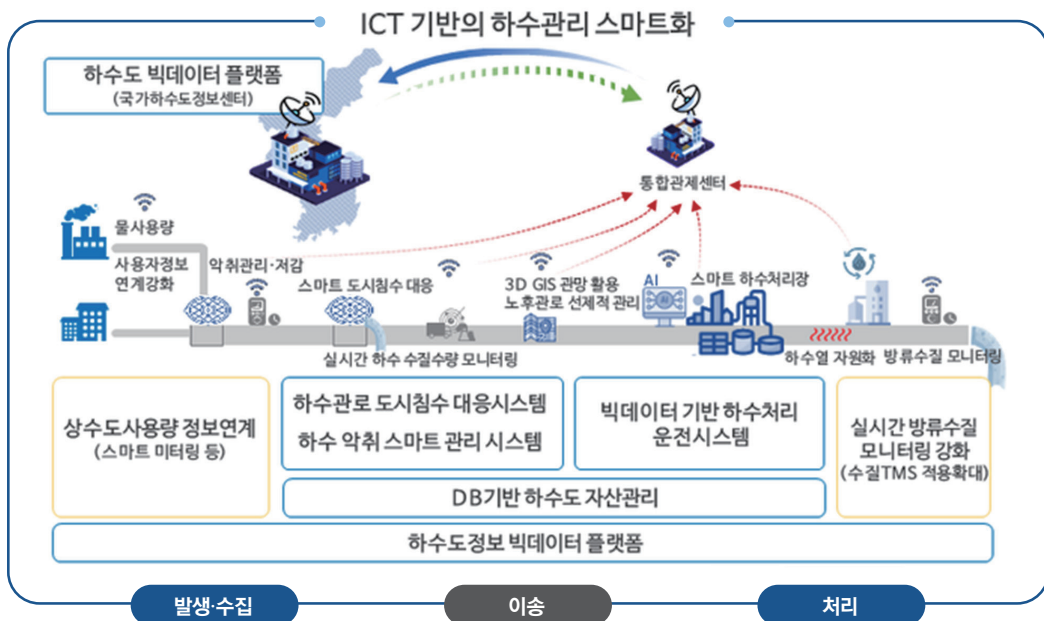 ICT 기반의 하수관리 스마트화
하수도 빅데이터 플랫폼
(국가하수도정보센터)
통합관제센터
물사용량
사용자정보
연계강화
악취관리·저감
스마트 도시침수 대응
3D GIS 관망 활용
노후관로 선제적 관리
AI
스마트 하수처리장
실시간 하수 수질수량 모니터링
하수열 자원화
방류수질 모니터링
상수도사용량 정보연계
(스마트 미터링 등)
하수관로 도시침수 대응시스템
하수 악취 스마트 관리 시스템
빅데이터 기반 하수처리
운전시스템
실시간 방류수질
모니터링 강화
(수질TMS 적용확대)
DB기반 하수도 자산관리
하수도정보 빅데이터 플랫폼
발생·수집
이송
처리